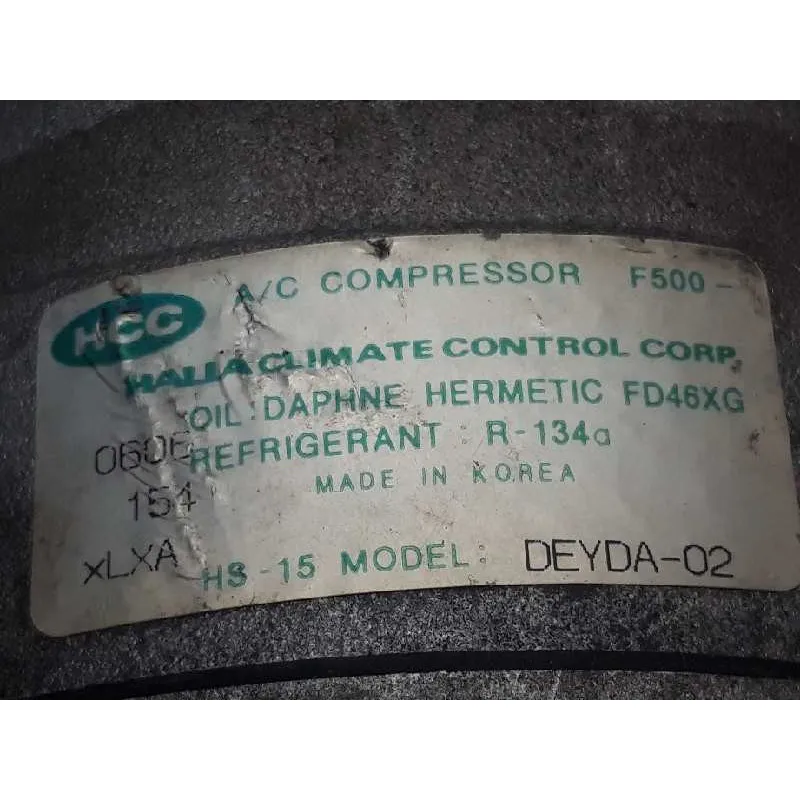 HCC A/C COMPRESSOR F500-
HALLA CLIMATE CONTROL CORP.
OIL : DAPHNE HERMETIC FD46XG
0606 REFRIGERANT : R-134a
154 MADE IN KOREA
xLXA HS-15 MODEL: DEYDA-02